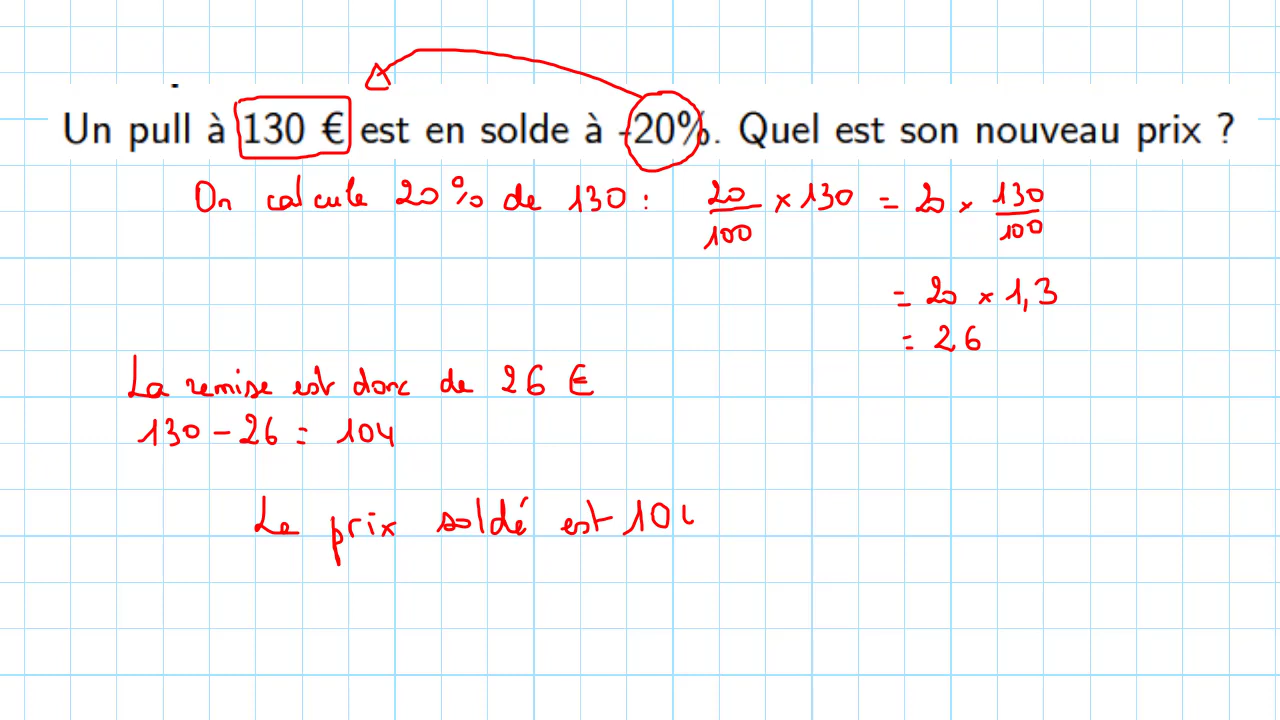 Un pull à 130 € est en solde à -20%. Quel est son nouveau prix ?
On calcule 20% de 130 : 20/100 × 130 = 20 × 130/100
= 20 × 1,3
= 26
La remise est donc de 26 €
130 - 26 = 104
Le prix soldé est 10